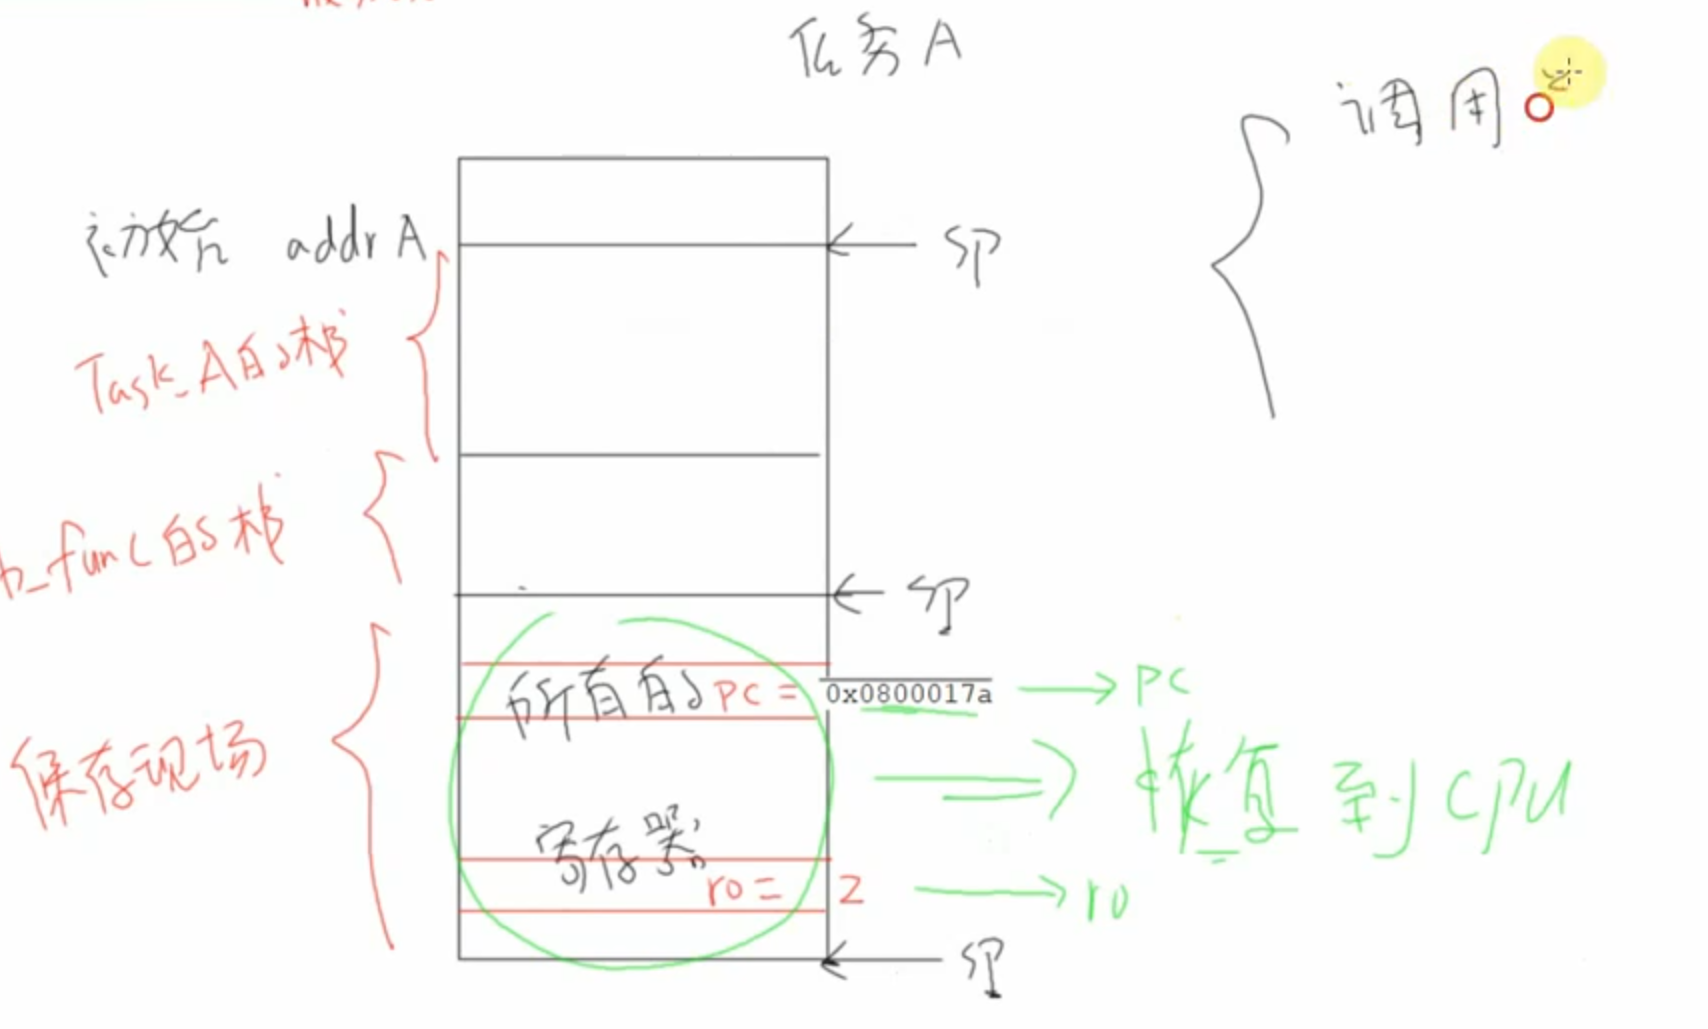 任务A
调用
初始 addr A
SP
Task_A的栈
b_func的栈
SP
所有的 pc = 0x0800017a → pc
保存现场
恢复到CPU
寄存器
r0 = 2 → r0
SP